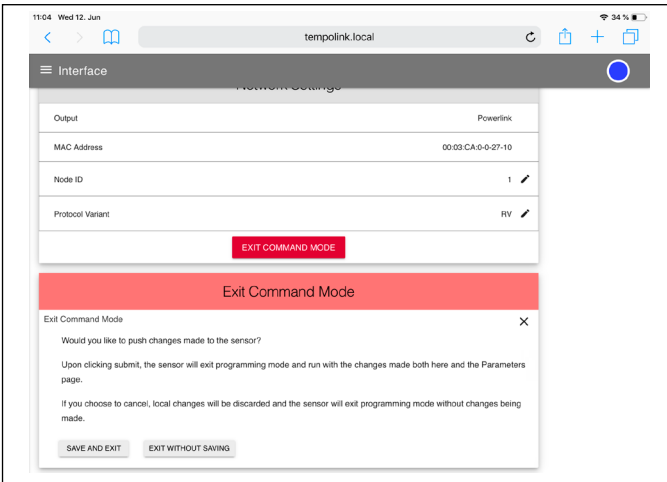 11:04 Wed 12. Jun
34 %
tempolink.local
Interface
Network Settings
Output Powerlink
MAC Address 00:03:CA:0-0-27-10
Node ID 1
Protocol Variant RV
EXIT COMMAND MODE
Exit Command Mode
Exit Command Mode
Would you like to push changes made to the sensor?
Upon clicking submit, the sensor will exit programming mode and run with the changes made both here and the Parameters
page.
If you choose to cancel, local changes will be discarded and the sensor will exit programming mode without changes being
made.
SAVE AND EXIT EXIT WITHOUT SAVING